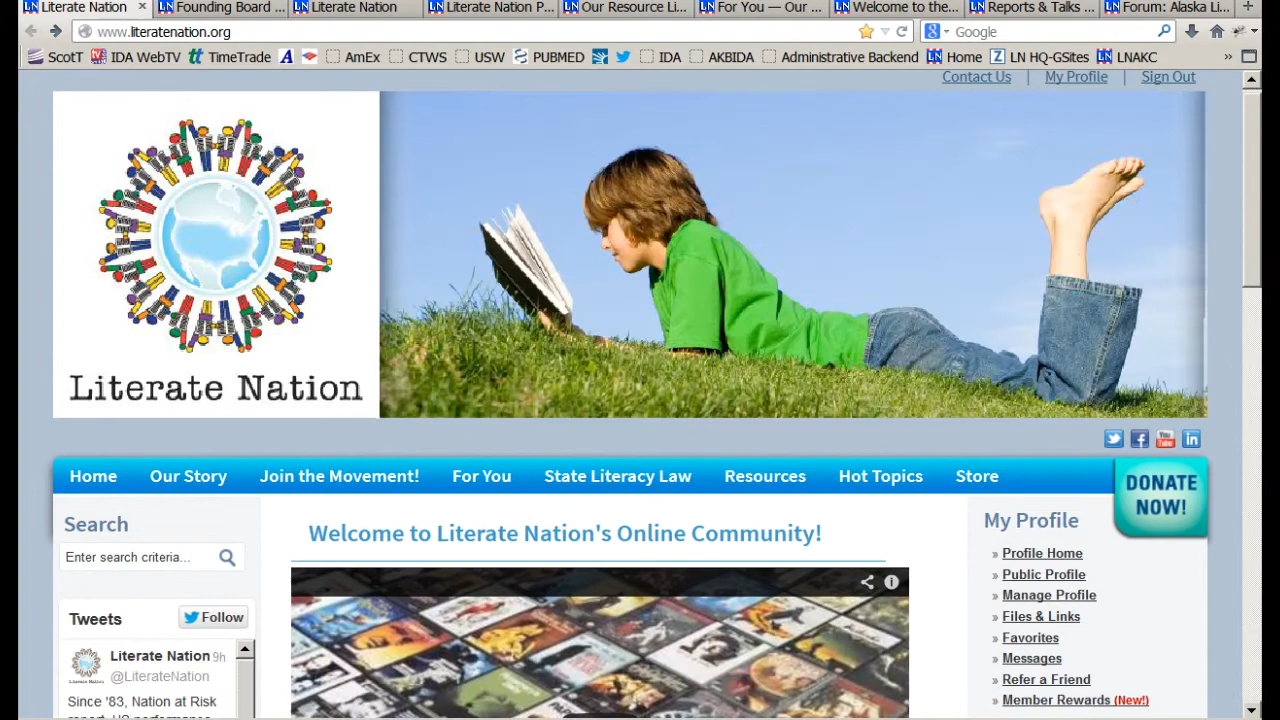 Literate Nation × Founding Board ... Literate Nation Literate Nation P... Our Resource Li... For You — Our ... Welcome to the... Reports & Talks ... Forum: Alaska Li...
www.literatenation.org Google
ScotT IDA WebTV TimeTrade AmEx CTWS USW PUBMED IDA AKBIDA Administrative Backend Home LN HQ-GSites LNAKC »
Contact Us | My Profile | Sign Out
Literate Nation
Home Our Story Join the Movement! For You State Literacy Law Resources Hot Topics Store
DONATE
NOW!
Search
Enter search criteria...
Tweets Follow
Literate Nation 9h
@LiterateNation
Since '83, Nation at Risk
Welcome to Literate Nation's Online Community!
My Profile
» Profile Home
» Public Profile
» Manage Profile
» Files & Links
» Favorites
» Messages
» Refer a Friend
» Member Rewards (New!)